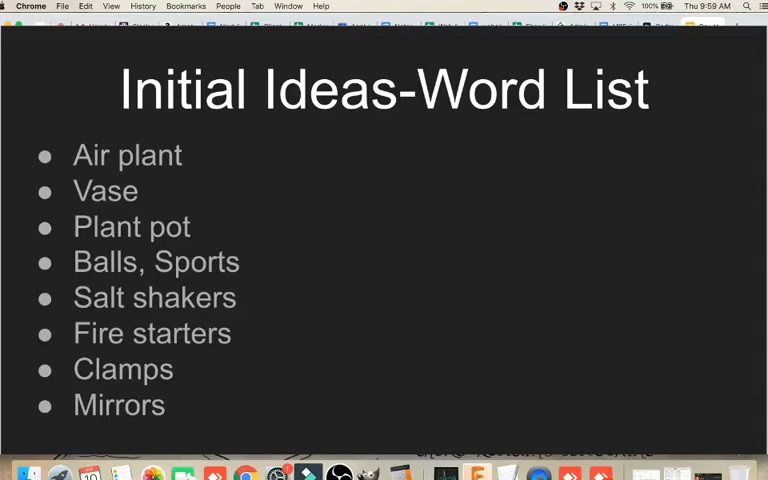 Chrome File Edit View History Bookmarks People Tab Window Help 100% Thu 9:59 AM
Initial Ideas-Word List
● Air plant
● Vase
● Plant pot
● Balls, Sports
● Salt shakers
● Fire starters
● Clamps
● Mirrors